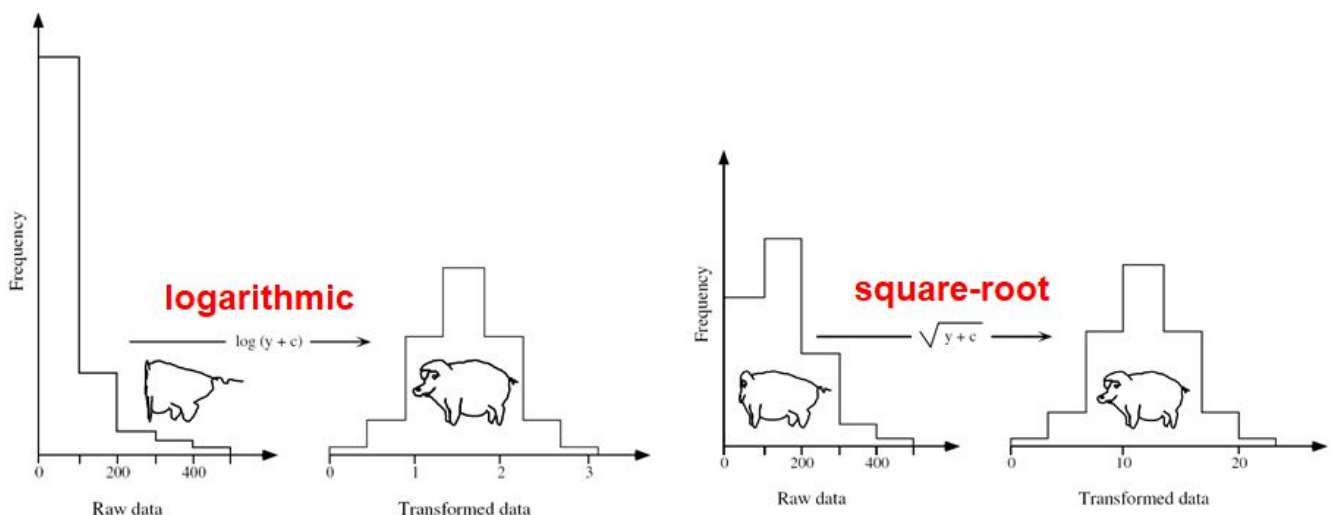 Frequency
logarithmic
log (y + c)
0 200 400
Raw data
0 1 2 3
Transformed data
Frequency
square-root
√ y + c
0 200 400
Raw data
0 10 20
Transformed data